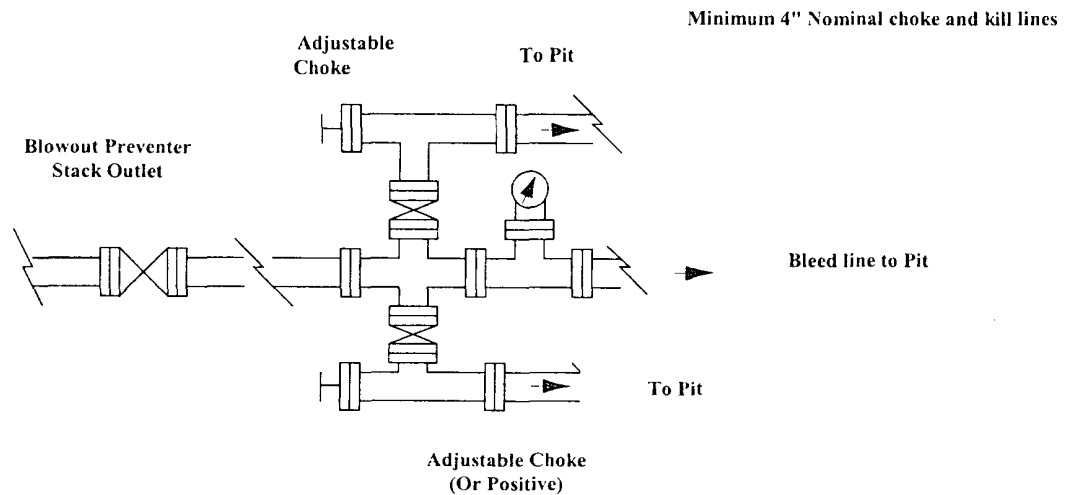 Minimum 4" Nominal choke and kill lines
Adjustable
Choke
To Pit
Blowout Preventer
Stack Outlet
Bleed line to Pit
To Pit
Adjustable Choke
(Or Positive)